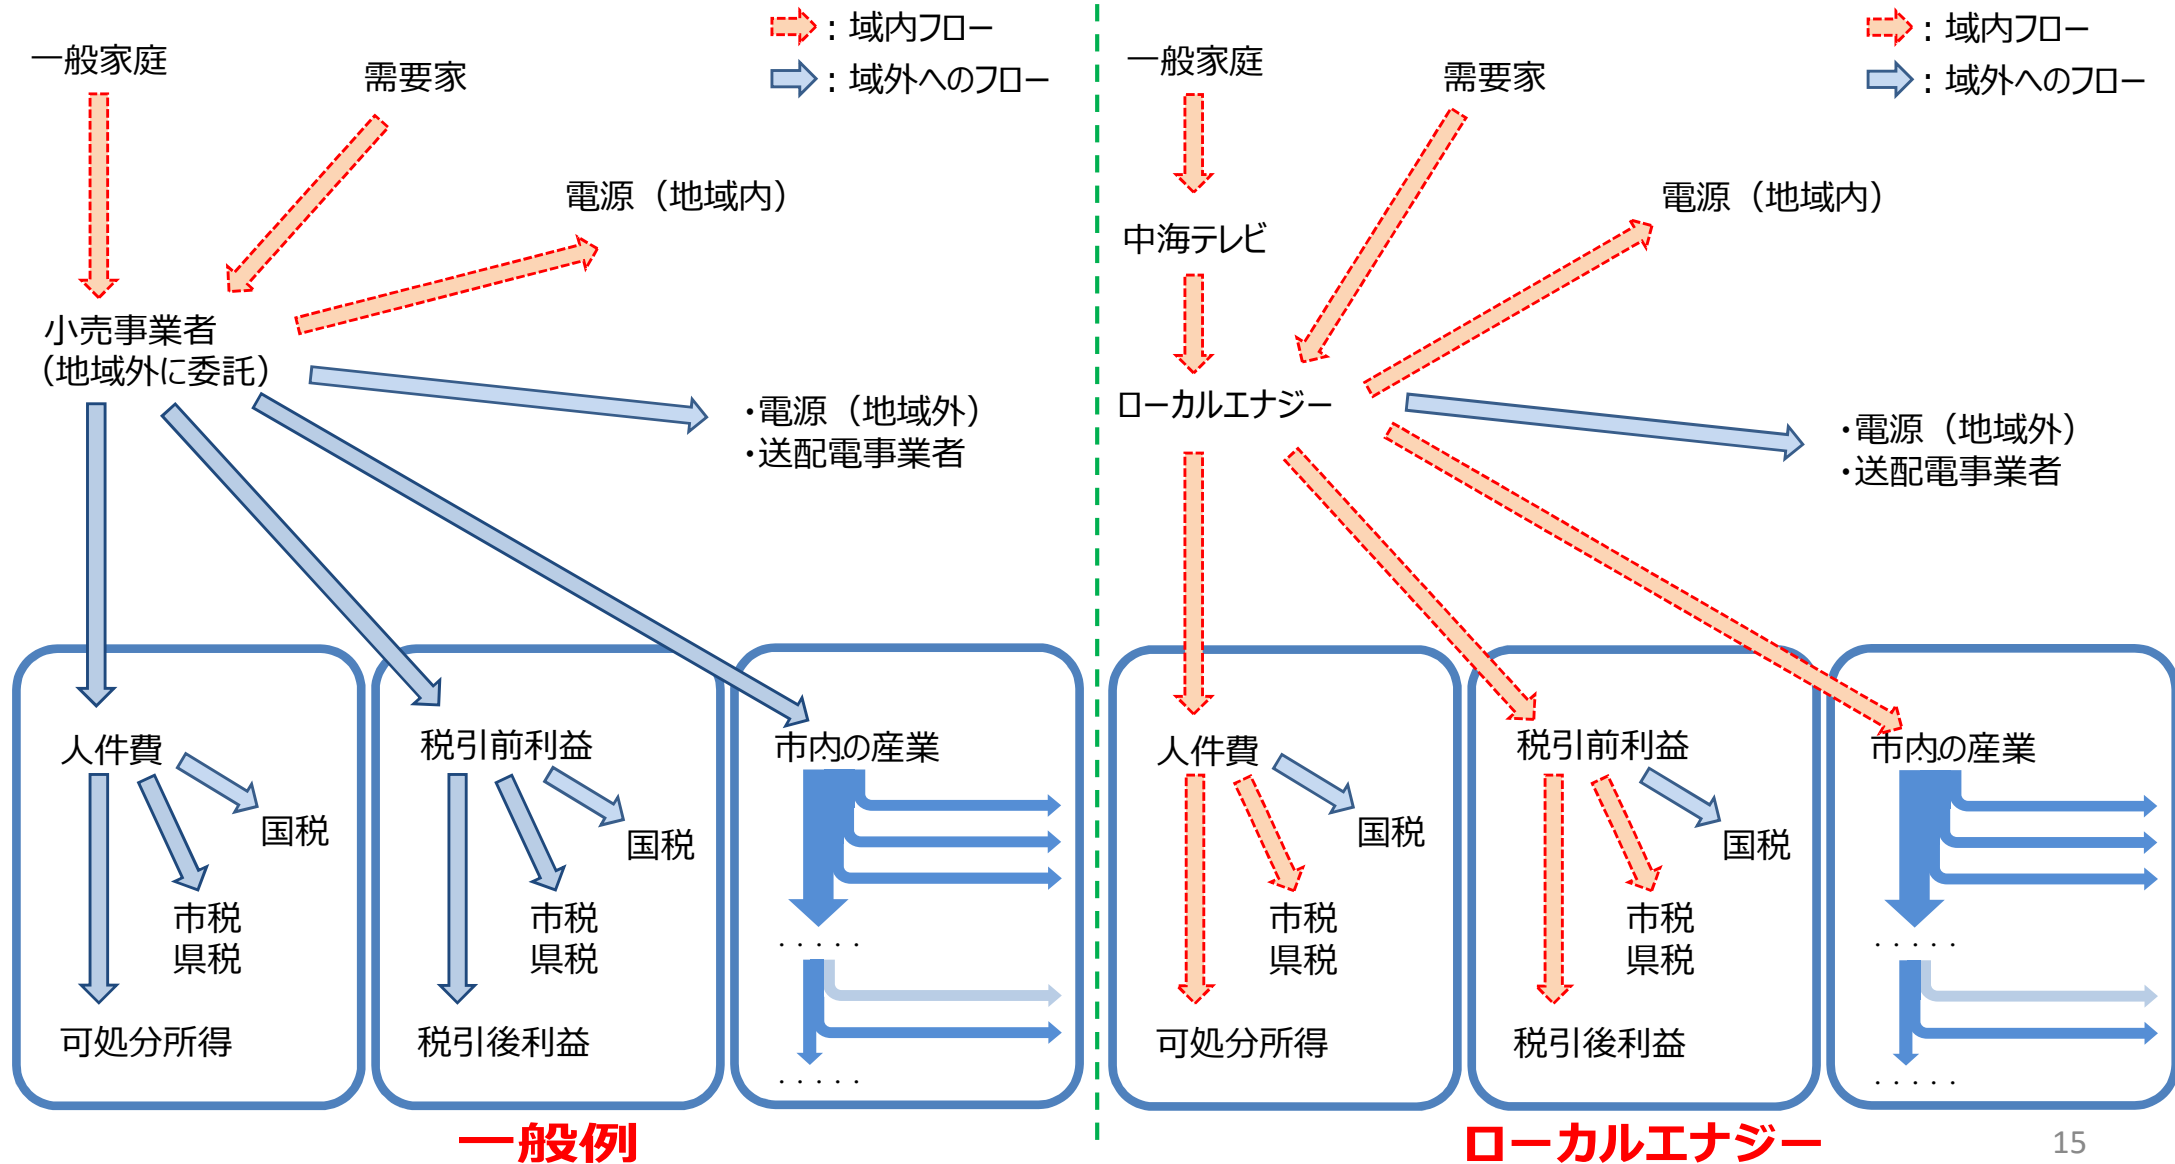 ：域内フロー
：域外へのフロー
一般家庭
需要家
電源（地域内）
小売事業者
（地域外に委託）
・電源（地域外）
・送配電事業者
人件費
国税
市税
県税
可処分所得
税引前利益
国税
市税
県税
税引後利益
市内の産業
．．．．．
．．．．．
一般例
：域内フロー
：域外へのフロー
一般家庭
需要家
電源（地域内）
中海テレビ
ローカルエナジー
・電源（地域外）
・送配電事業者
人件費
国税
市税
県税
可処分所得
税引前利益
国税
市税
県税
税引後利益
市内の産業
．．．．．
．．．．．
ローカルエナジー
15